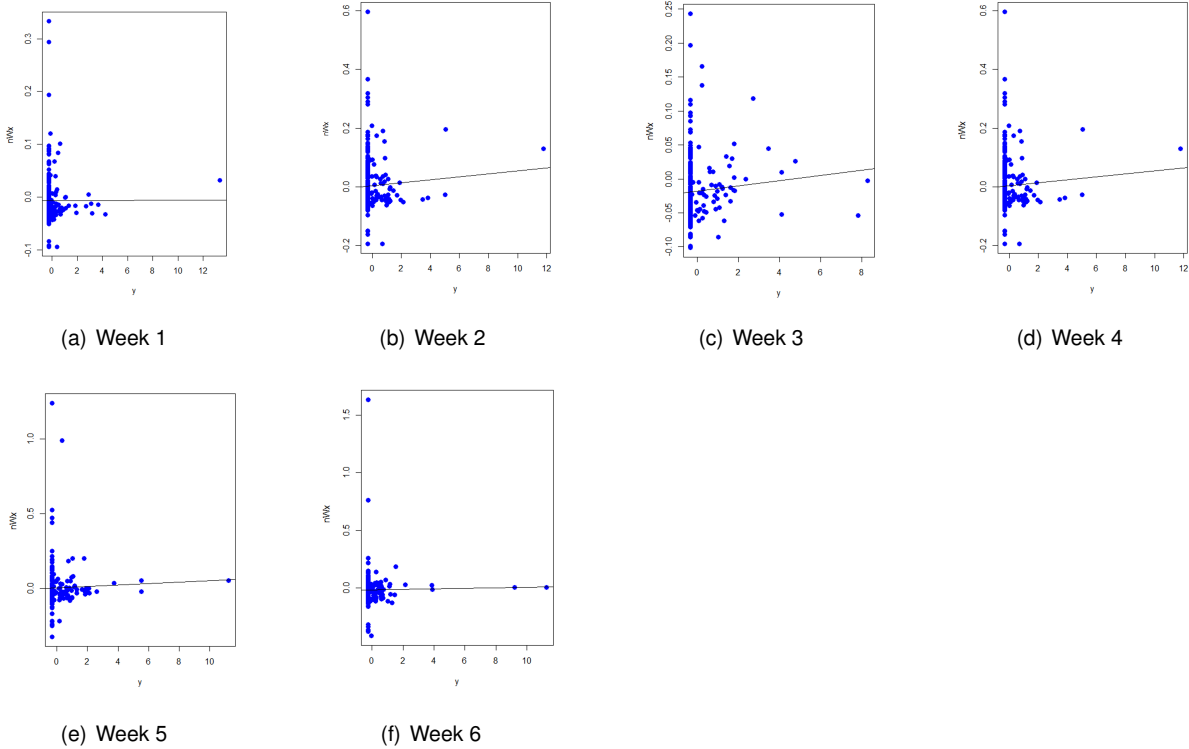 0.3
0.2
0.1
0.0
-0.1
nWx
0 2 4 6 8 10 12
y
(a) Week 1
0.6
0.4
0.2
0.0
-0.2
nWx
0 2 4 6 8 10 12
y
(b) Week 2
0.25
0.20
0.15
0.10
0.05
0.00
-0.05
-0.10
nWx
0 2 4 6 8
y
(c) Week 3
0.6
0.4
0.2
0.0
-0.2
nWx
0 2 4 6 8 10 12
y
(d) Week 4
1.0
0.5
0.0
nWx
0 2 4 6 8 10
y
(e) Week 5
1.5
1.0
0.5
0.0
nWx
0 2 4 6 8 10
y
(f) Week 6